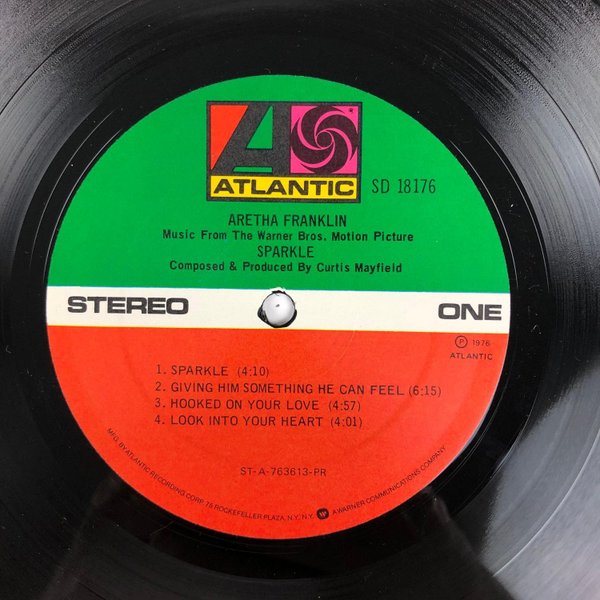 ATLANTIC
SD 18176
ARETHA FRANKLIN
Music From The Warner Bros. Motion Picture
SPARKLE
Composed & Produced By Curtis Mayfield
STEREO
ONE
Ⓟ 1976
ATLANTIC
1. SPARKLE (4:10)
2. GIVING HIM SOMETHING HE CAN FEEL (6:15)
3. HOOKED ON YOUR LOVE (4:57)
4. LOOK INTO YOUR HEART (4:01)
ST-A-763613-PR
MFG. BY ATLANTIC RECORDING CORP. 75 ROCKEFELLER PLAZA, N.Y. N.Y. A WARNER COMMUNICATIONS COMPANY